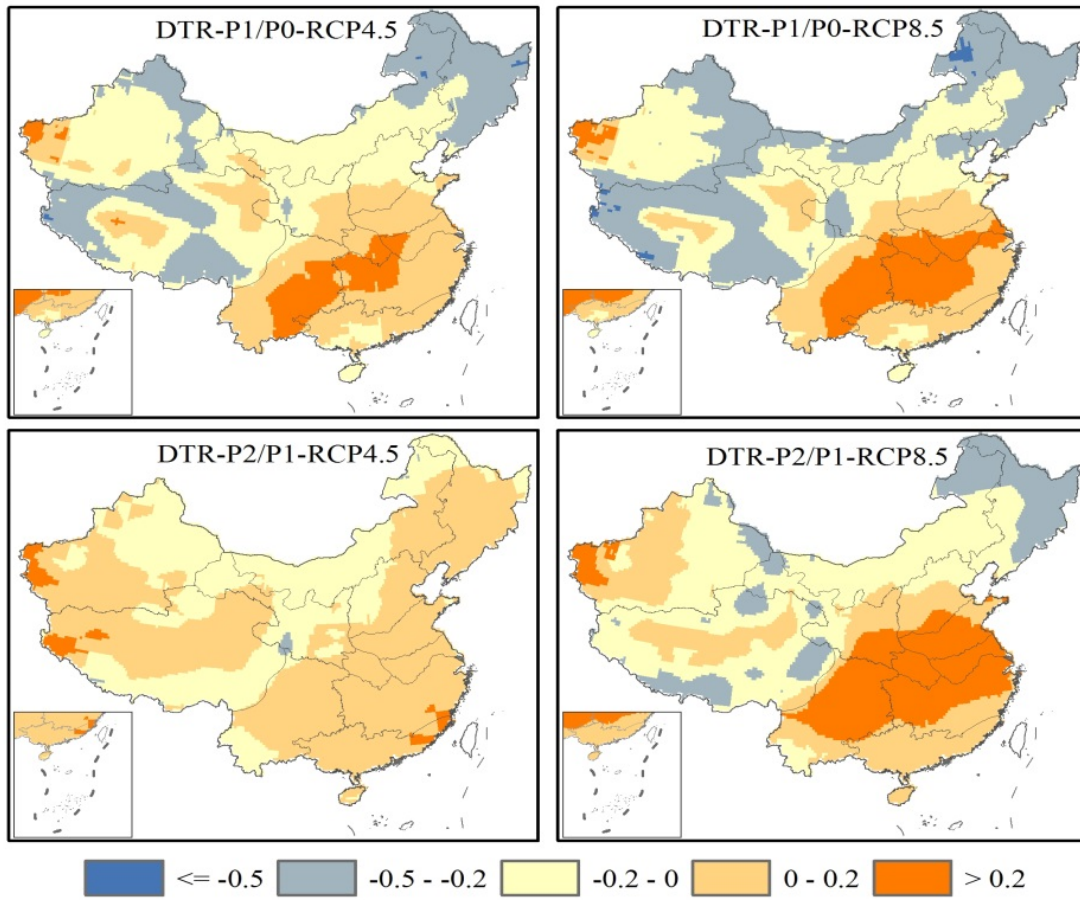 DTR-P1/P0-RCP4.5
DTR-P1/P0-RCP8.5
DTR-P2/P1-RCP4.5
DTR-P2/P1-RCP8.5
<= -0.5 -0.5 - -0.2 -0.2 - 0 0 - 0.2 > 0.2